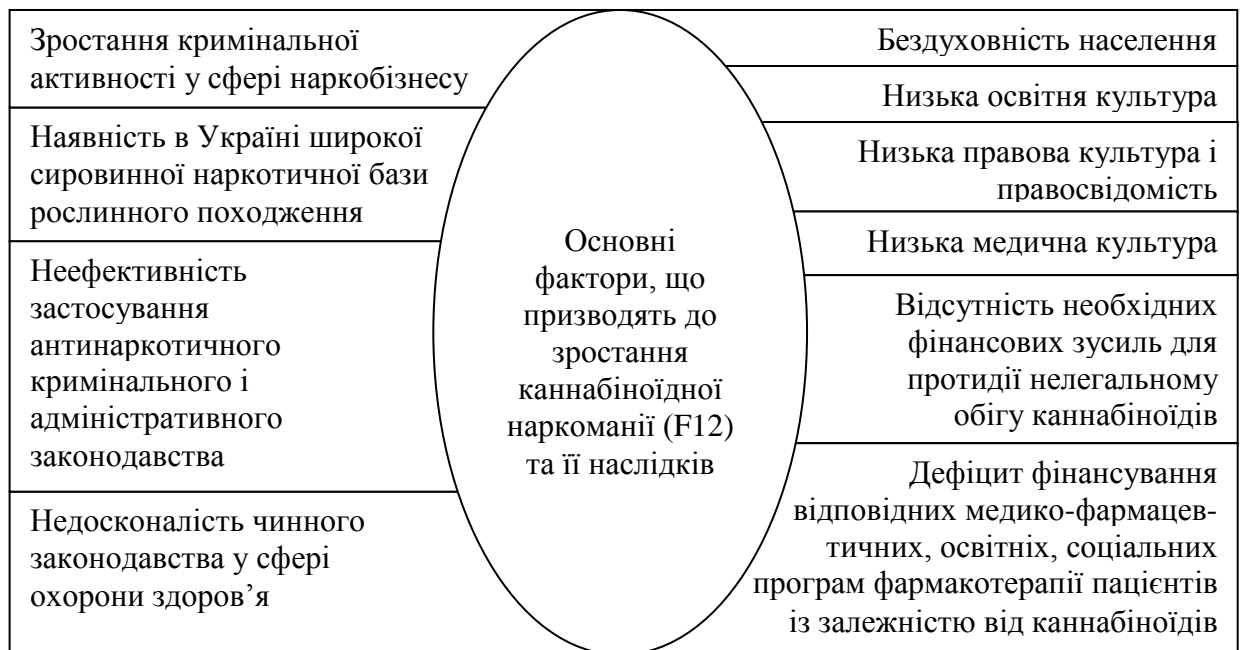 Зростання кримінальної
активності у сфері наркобізнесу
Наявність в Україні широкої
сировинної наркотичної бази
рослинного походження
Неефективність
застосування
антинаркотичного
кримінального і
адміністративного
законодавства
Недосконалість чинного
законодавства у сфері
охорони здоров’я
Основні
фактори, що
призводять до
зростання
каннабіноїдної
наркоманії (F12)
та її наслідків
Бездуховність населення
Низька освітня культура
Низька правова культура і
правосвідомість
Низька медична культура
Відсутність необхідних
фінансових зусиль для
протидії нелегальному
обігу каннабіноїдів
Дефіцит фінансування
відповідних медико-фармацев-
тичних, освітніх, соціальних
програм фармакотерапії пацієнтів
із залежністю від каннабіноїдів